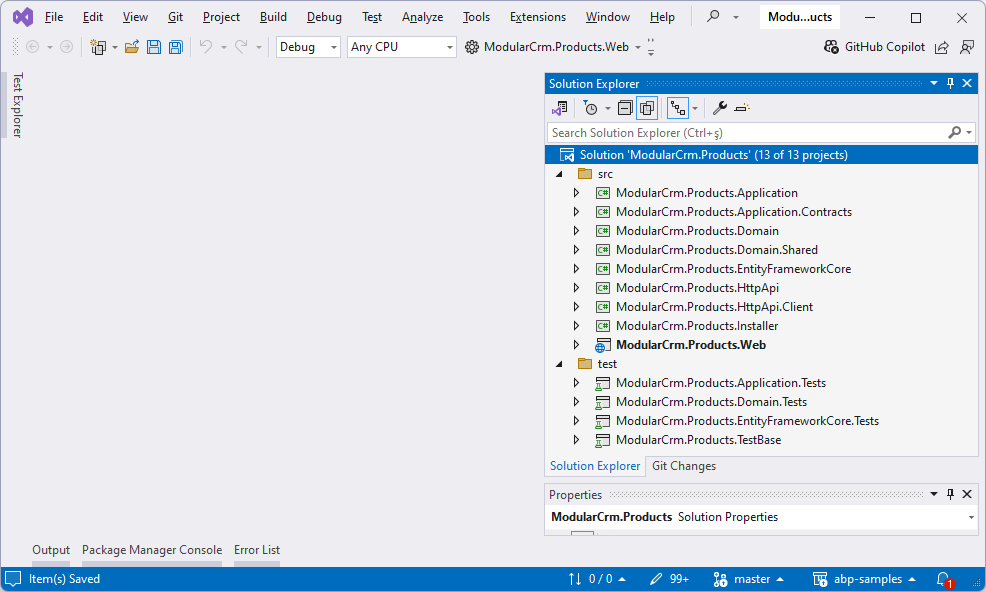 File Edit View Git Project Build Debug Test Analyze Tools Extensions Window Help Modu...ucts
Debug Any CPU ModularCrm.Products.Web GitHub Copilot
Test Explorer
Solution Explorer
Search Solution Explorer (Ctrl+ş)
Solution 'ModularCrm.Products' (13 of 13 projects)
src
C# ModularCrm.Products.Application
C# ModularCrm.Products.Application.Contracts
C# ModularCrm.Products.Domain
C# ModularCrm.Products.Domain.Shared
C# ModularCrm.Products.EntityFrameworkCore
C# ModularCrm.Products.HttpApi
C# ModularCrm.Products.HttpApi.Client
C# ModularCrm.Products.Installer
ModularCrm.Products.Web
test
ModularCrm.Products.Application.Tests
ModularCrm.Products.Domain.Tests
ModularCrm.Products.EntityFrameworkCore.Tests
ModularCrm.Products.TestBase
Solution Explorer Git Changes
Properties
ModularCrm.Products Solution Properties
Output Package Manager Console Error List
Item(s) Saved 0 / 0 99+ master abp-samples 1